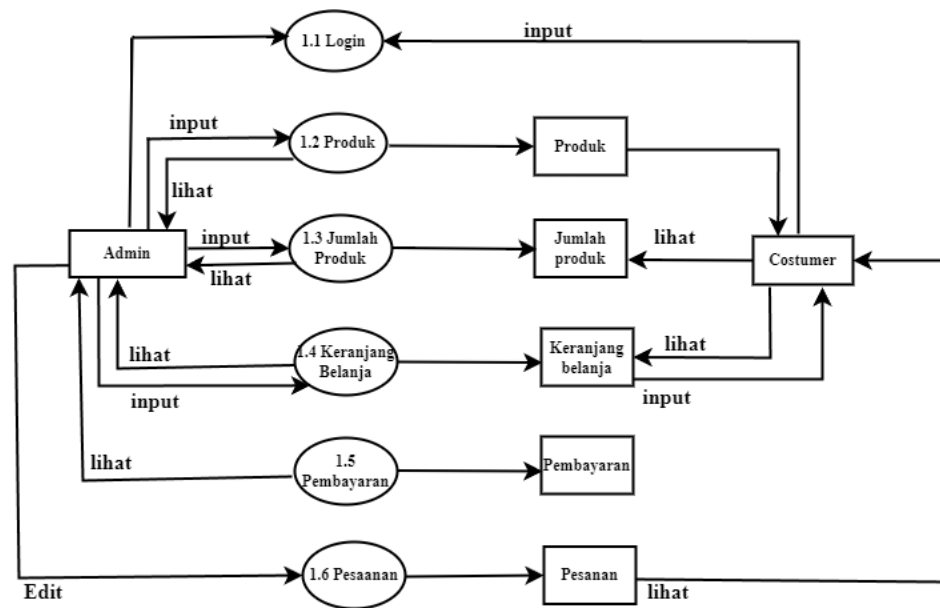 1.1 Login
input
input
1.2 Produk
Produk
lihat
Admin
input
1.3 Jumlah
Produk
lihat
Jumlah
produk
lihat
Costumer
lihat
1.4 Keranjang
Belanja
input
Keranjang
belanja
lihat
input
lihat
1.5
Pembayaran
Pembayaran
Edit
1.6 Pesaanan
Pesanan
lihat